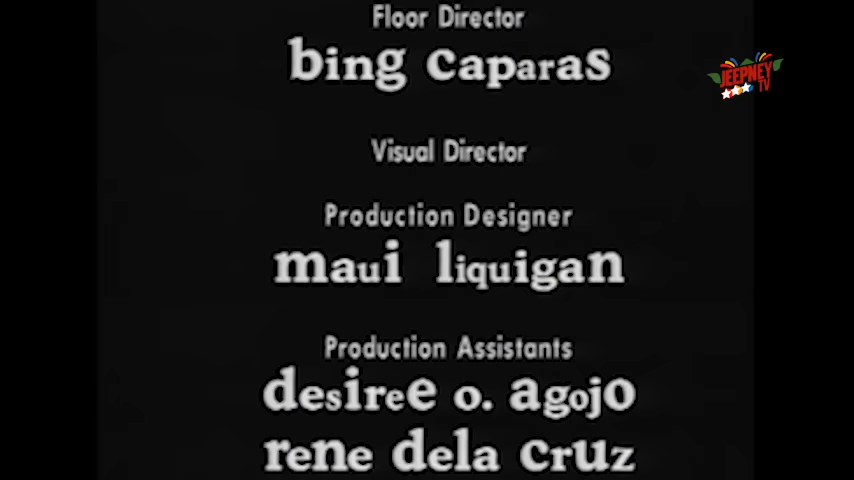 Floor Director
bing caparas
JEEPNEY
TV
Visual Director
Production Designer
maui liquigan
Production Assistants
desiree o. agojo
rene dela cruz